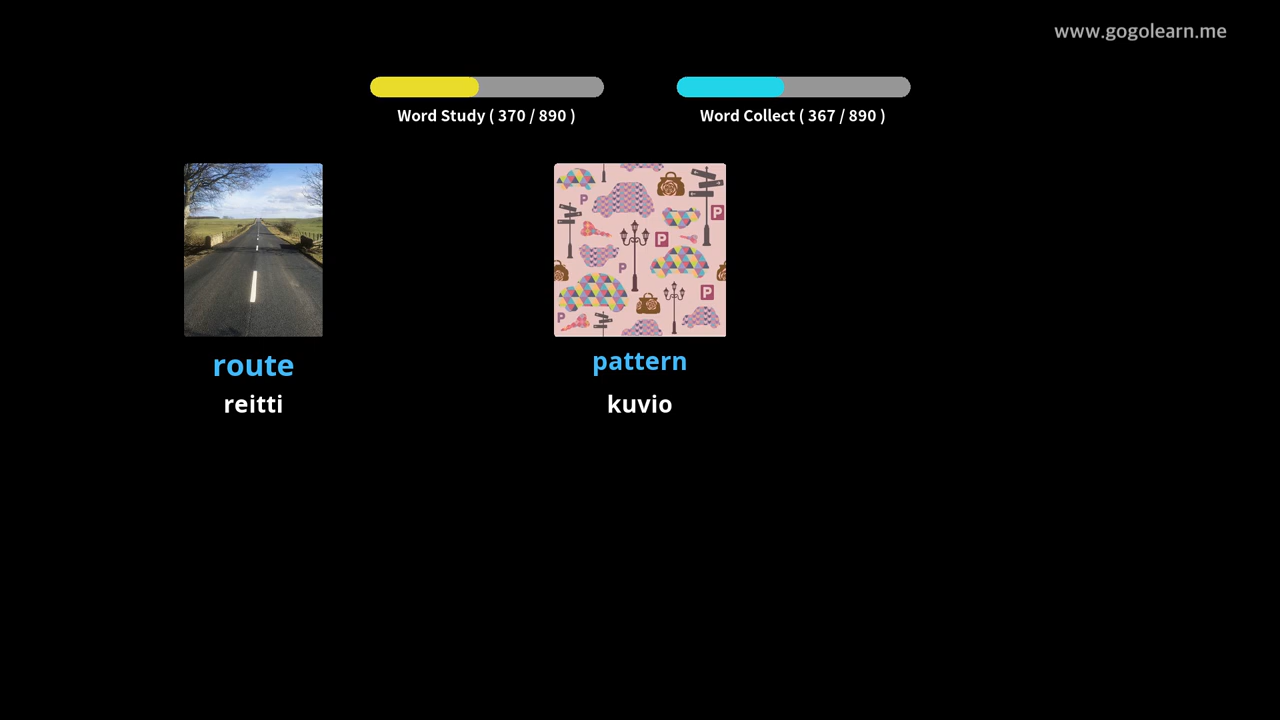 www.gogolearn.me
Word Study ( 370 / 890 )
Word Collect ( 367 / 890 )
P
P
P
P
P
P
route
pattern
reitti
kuvio